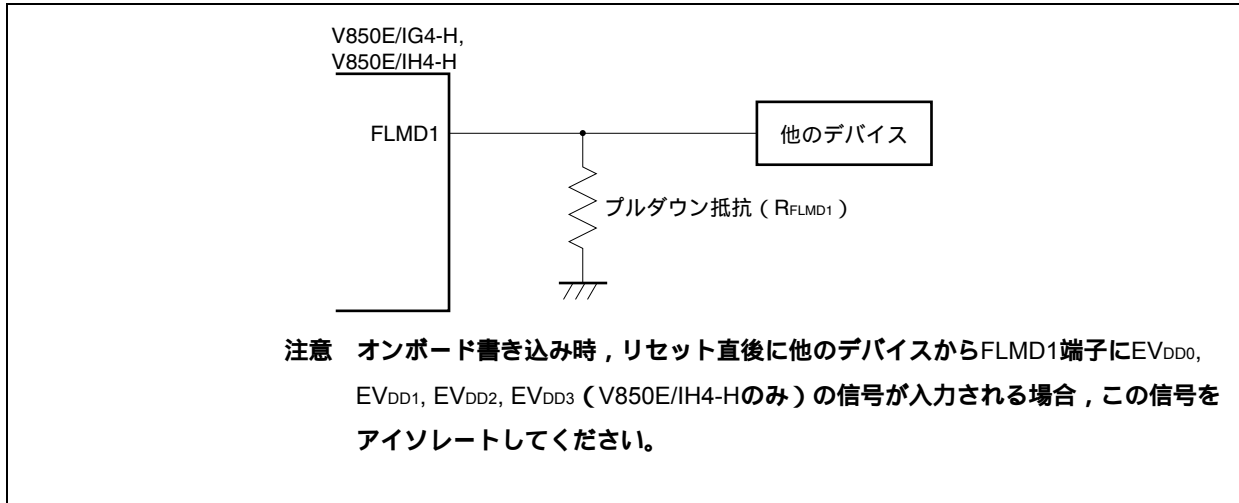 V850E/IG4-H,
V850E/IH4-H
FLMD1
他のデバイス
プルダウン抵抗（RFLMD1）
注意 オンボード書き込み時，リセット直後に他のデバイスからFLMD1端子にEVDD0,
EVDD1, EVDD2, EVDD3（V850E/IH4-Hのみ）の信号が入力される場合，この信号を
アイソレートしてください。